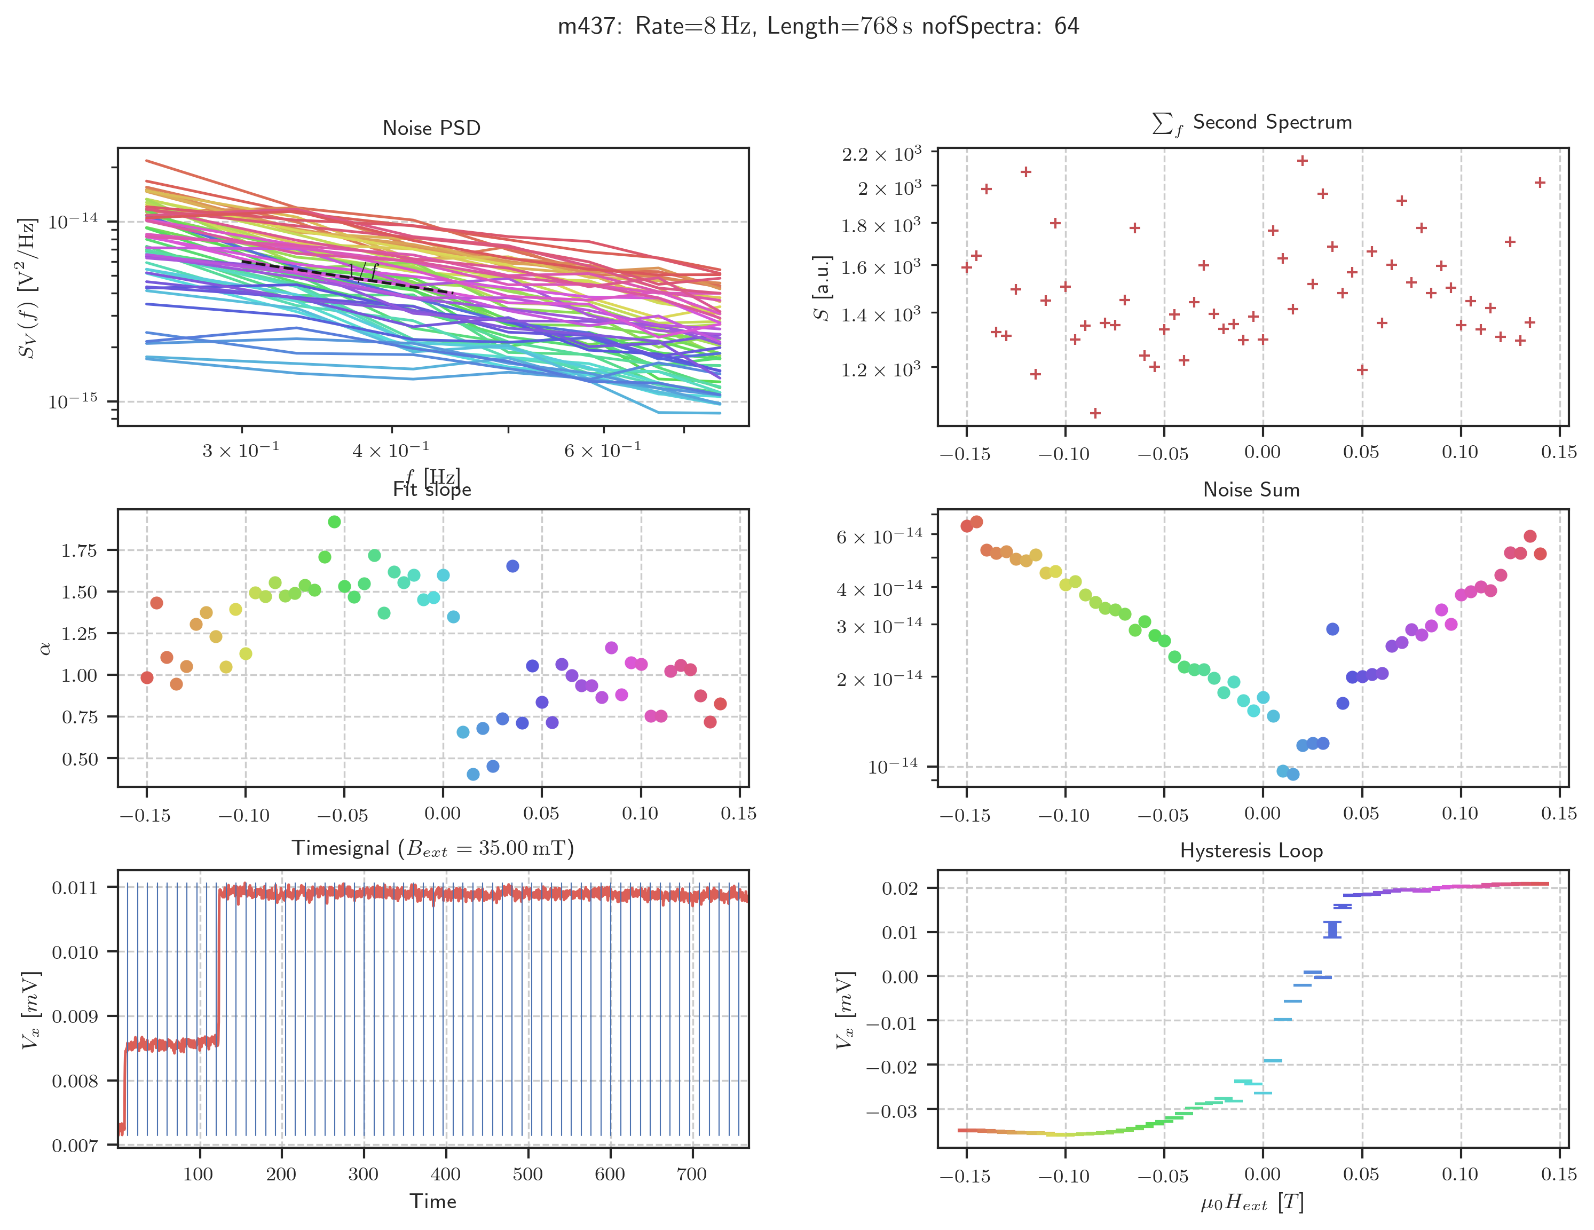 m437: Rate=8 Hz, Length=768 s nofSpectra: 64
Noise PSD
10⁻¹⁴
10⁻¹⁵
S_V(f) [V²/Hz]
1/f
3 × 10⁻¹ 4 × 10⁻¹ 6 × 10⁻¹
f [Hz]
∑_f Second Spectrum
2.2 × 10³
2 × 10³
1.8 × 10³
1.6 × 10³
1.4 × 10³
1.2 × 10³
S [a.u.]
−0.15 −0.10 −0.05 0.00 0.05 0.10 0.15
Fit slope
1.75
1.50
1.25
1.00
0.75
0.50
α
−0.15 −0.10 −0.05 0.00 0.05 0.10 0.15
Noise Sum
6 × 10⁻¹⁴
4 × 10⁻¹⁴
3 × 10⁻¹⁴
2 × 10⁻¹⁴
10⁻¹⁴
−0.15 −0.10 −0.05 0.00 0.05 0.10 0.15
Timesignal (B_ext = 35.00 mT)
0.011
0.010
0.009
0.008
0.007
V_x [mV]
100 200 300 400 500 600 700
Time
Hysteresis Loop
0.02
0.01
0.00
−0.01
−0.02
−0.03
V_x [mV]
−0.15 −0.10 −0.05 0.00 0.05 0.10 0.15
μ₀H_ext [T]